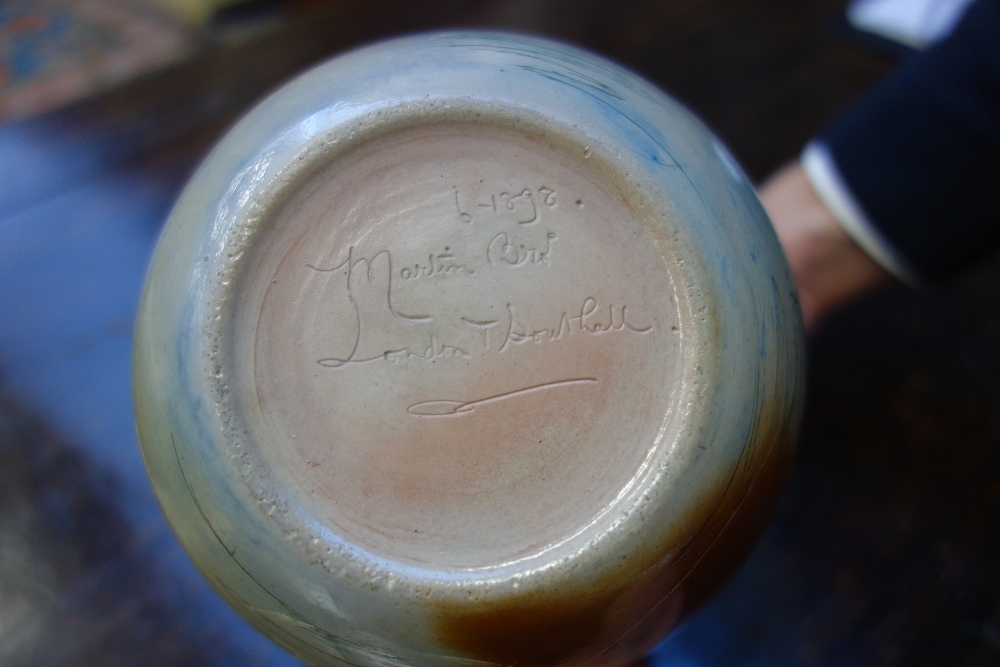 6-1898.
Martin Bros
London & Southall